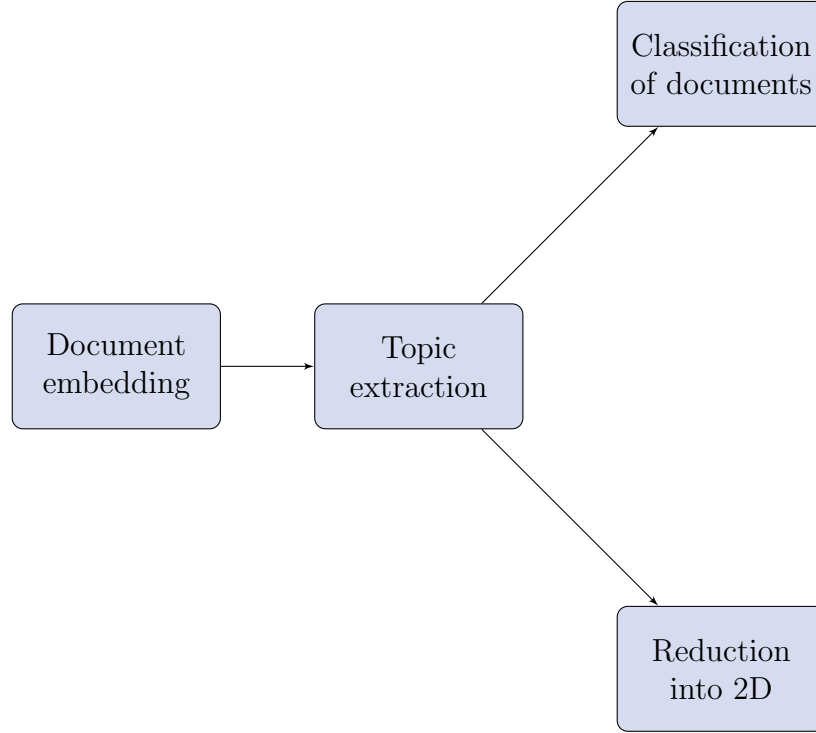 Classification
of documents
Document
embedding
Topic
extraction
Reduction
into 2D